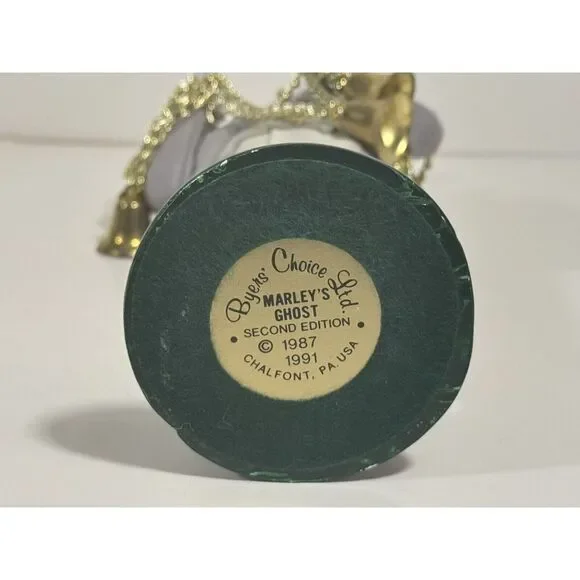 Byers' Choice Ltd.
MARLEY'S
GHOST
SECOND EDITION
© 1987
1991
• CHALFONT, PA. USA •